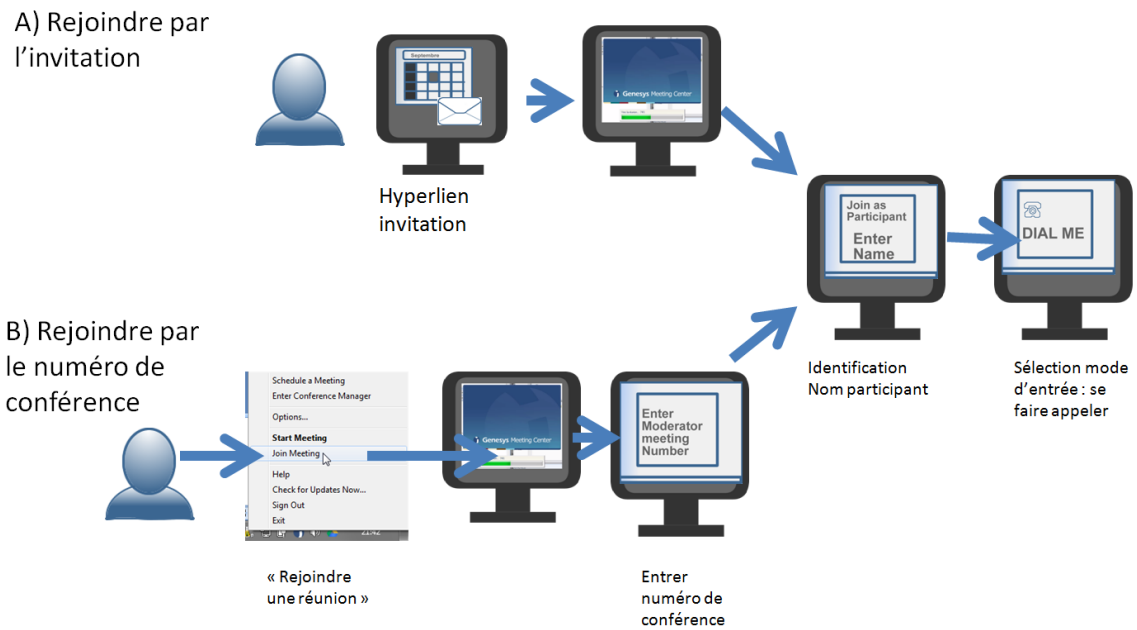 A) Rejoindre par
l'invitation
Septembre
Genesys Meeting Center
Hyperlien
invitation
Join as
Participant
Enter
Name
DIAL ME
Identification
Nom participant
Sélection mode
d'entrée : se
faire appeler
B) Rejoindre par
le numéro de
conférence
Schedule a Meeting
Enter Conference Manager
Options...
Start Meeting
Join Meeting
Help
Check for Updates Now...
Sign Out
Exit
21:42
Genesys Meeting Center
Enter
Moderator
meeting
Number
« Rejoindre
une réunion »
Entrer
numéro de
conférence